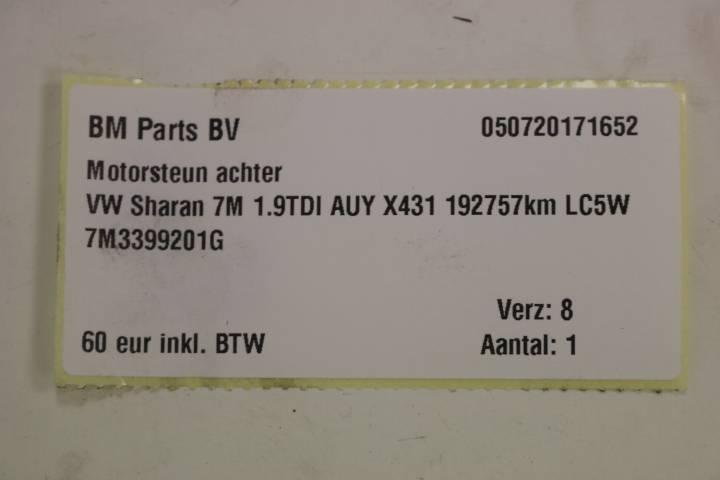 BM Parts BV 050720171652
Motorsteun achter
VW Sharan 7M 1.9TDI AUY X431 192757km LC5W
7M3399201G
Verz: 8
60 eur inkl. BTW Aantal: 1